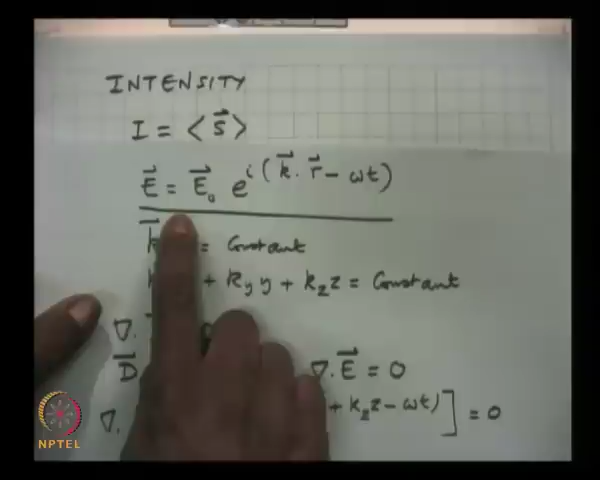 INTENSITY
I = < S⃗ >
E⃗ = E⃗₀ e^{i(k⃗ · r⃗ − ωt)}
k⃗ = Constant
+ k_y y + k_z z = Constant
∇ ·
D⃗ ∇ · E⃗ = 0
∇ · + k_z z − ωt) ] = 0
NPTEL